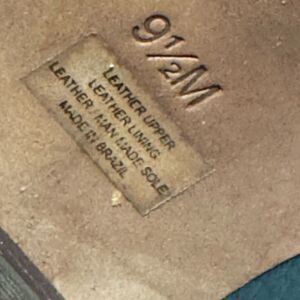 9½M
LEATHER UPPER
LEATHER LINING
LEATHER / MAN MADE SOLE
MADE IN BRAZIL